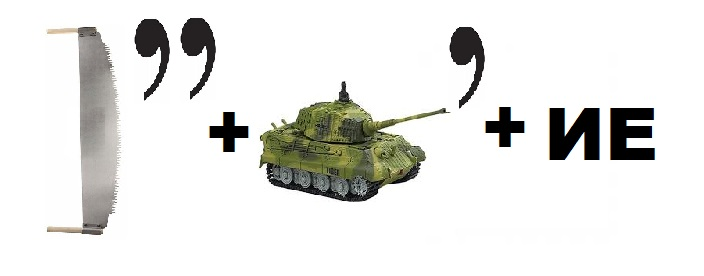 ,, + , + ИЕ